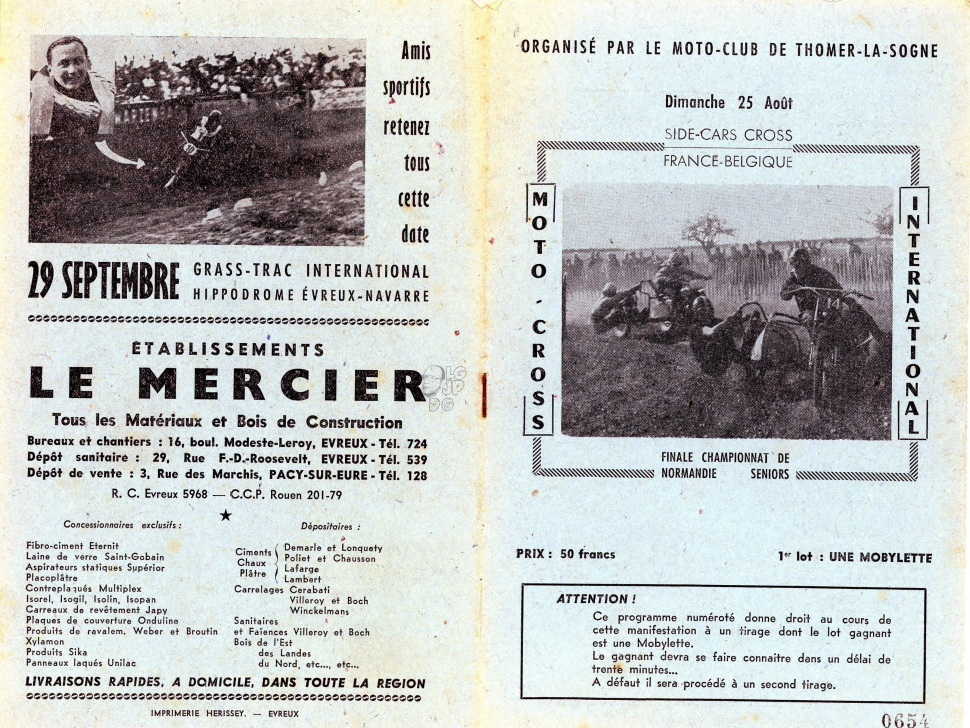 Amis
sportifs
retenez
tous
cette
date
29 SEPTEMBRE
GRASS-TRAC INTERNATIONAL
HIPPODROME ÉVREUX-NAVARRE
ÉTABLISSEMENTS
LE MERCIER
Tous les Matériaux et Bois de Construction
Bureaux et chantiers : 16, boul. Modeste-Leroy, EVREUX - Tél. 724
Dépôt sanitaire : 29, Rue F.-D.-Roosevelt, EVREUX - Tél. 539
Dépôt de vente : 3, Rue des Marchis, PACY-SUR-EURE - Tél. 128
R. C. Evreux 5968 — C.C.P. Rouen 201-79
Concessionnaires exclusifs :
Fibro-ciment Eternit
Laine de verre Saint-Gobain
Aspirateurs statiques Supérior
Placoplâtre
Contreplaqués Multiplex
Isorel, Isogil, Isolin, Isopan
Carreaux de revêtement Japy
Plaques de couverture Onduline
Produits de ravalem. Weber et Broutin
Xylamon
Produits Sika
Panneaux laqués Unilac
Dépositaires :
Ciments
Chaux
Plâtre
Demarle et Lonquety
Poliet et Chausson
Lafarge
Lambert
Carrelages Cerabati
Villeroy et Boch
Winckelmans
Sanitaires
et Faïences Villeroy et Boch
Bois de l'Est
des Landes
du Nord, etc..., etc...
LIVRAISONS RAPIDES, A DOMICILE, DANS TOUTE LA REGION
IMPRIMERIE HERISSEY. — EVREUX
ORGANISÉ PAR LE MOTO-CLUB DE THOMER-LA-SOGNE
Dimanche 25 Août
SIDE-CARS CROSS
FRANCE-BELGIQUE
MOTO-CROSS
INTERNATIONAL
FINALE CHAMPIONNAT DE
NORMANDIE SENIORS
PRIX : 50 francs
1er lot : UNE MOBYLETTE
ATTENTION !
Ce programme numéroté donne droit au cours de
cette manifestation à un tirage dont le lot gagnant
est une Mobylette.
Le gagnant devra se faire connaitre dans un délai de
trente minutes...
A défaut il sera procédé à un second tirage.
0654